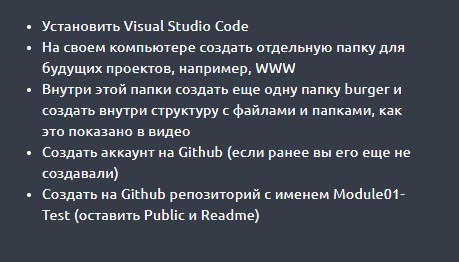 • Установить Visual Studio Code
• На своем компьютере создать отдельную папку для
будущих проектов, например, WWW
• Внутри этой папки создать еще одну папку burger и
создать внутри структуру с файлами и папками, как
это показано в видео
• Создать аккаунт на Github (если ранее вы его еще не
создавали)
• Создать на Github репозиторий с именем Module01-
Test (оставить Public и Readme)